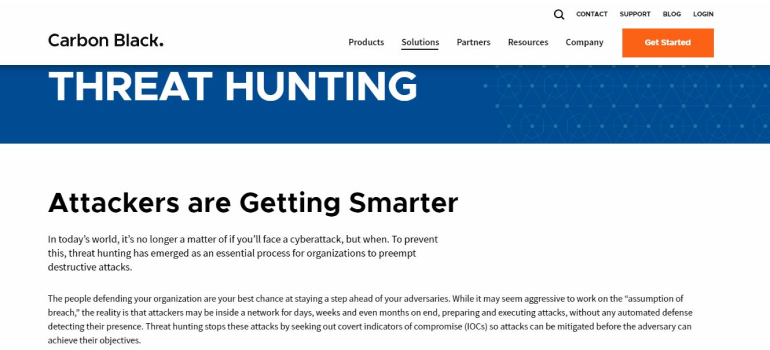 CONTACT SUPPORT BLOG LOGIN
Carbon Black. Products Solutions Partners Resources Company Get Started
THREAT HUNTING
Attackers are Getting Smarter
In today's world, it's no longer a matter of if you'll face a cyberattack, but when. To prevent
this, threat hunting has emerged as an essential process for organizations to preempt
destructive attacks.
The people defending your organization are your best chance at staying a step ahead of your adversaries. While it may seem aggressive to work on the “assumption of
breach,” the reality is that attackers may be inside a network for days, weeks and even months on end, preparing and executing attacks, without any automated defense
detecting their presence. Threat hunting stops these attacks by seeking out covert indicators of compromise (IOCs) so attacks can be mitigated before the adversary can
achieve their objectives.